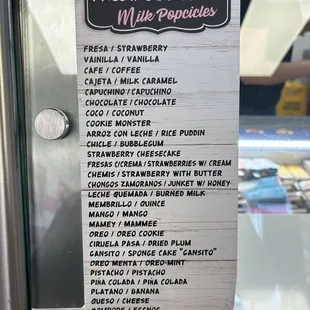 Milk Popcicles
FRESA / STRAWBERRY
VAINILLA / VANILLA
CAFE / COFFEE
CAJETA / MILK CARAMEL
CAPUCHINO / CAPUCHINO
CHOCOLATE / CHOCOLATE
COCO / COCONUT
COOKIE MONSTER
ARROZ CON LECHE / RICE PUDDIN
CHICLE / BUBBLEGUM
STRAWBERRY CHEESECAKE
FRESAS C/CREMA / STRAWBERRIES W/ CREAM
CHEMIS / STRAWBERRY WITH BUTTER
CHONGOS ZAMORANOS / JUNKET W/ HONEY
LECHE QUEMADA / BURNED MILK
MEMBRILLO / QUINCE
MANGO / MANGO
MAMEY / MAMMEE
OREO / OREO COOKIE
CIRUELA PASA / DRIED PLUM
GANSITO / SPONGE CAKE "GANSITO"
OREO MENTA / OREO-MINT
PISTACHO / PISTACHO
PIÑA COLADA / PIÑA COLADA
PLATANO / BANANA
QUESO / CHEESE